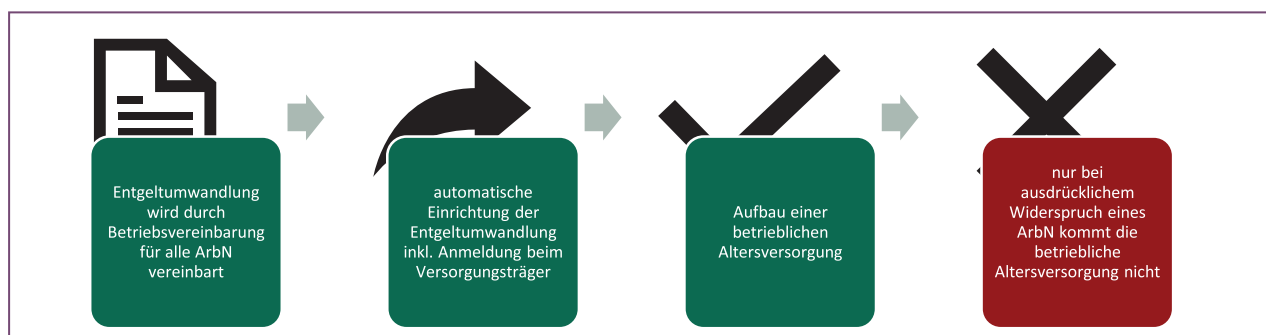 Entgeltumwandlung
wird durch
Betriebsvereinbarung
für alle ArbN
vereinbart
automatische
Einrichtung der
Entgeltumwandlung
inkl. Anmeldung beim
Versorgungsträger
Aufbau einer
betrieblichen
Altersversorgung
nur bei
ausdrücklichem
Widerspruch eines
ArbN kommt die
betriebliche
Altersversorgung nicht